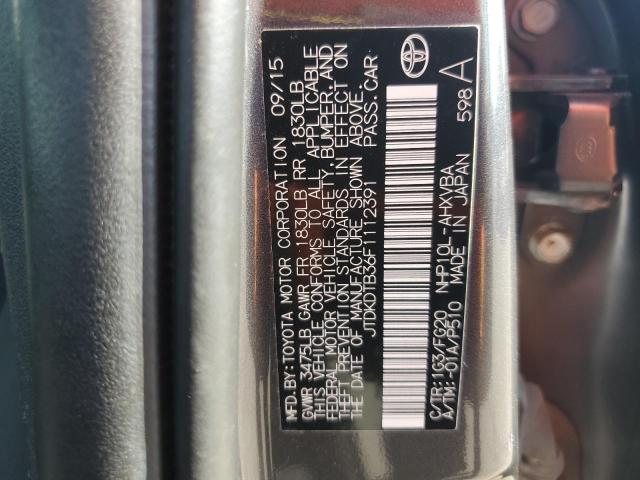 MFD.BY:TOYOTA MOTOR CORPORATION 09/15
GVWR 3475LB GAWR FR 1830LB RR 1830LB
THIS VEHICLE CONFORMS TO ALL APPLICABLE
FEDERAL MOTOR VEHICLE SAFETY, BUMPER, AND
THEFT PREVENTION STANDARDS IN EFFECT ON
THE DATE OF MANUFACTURE SHOWN ABOVE.
JTDKDTB36F1112391 PASS.CAR
C/TR:1G3/FG20 NHP10L-AHXVBA
A/TM:-01A/P510 MADE IN JAPAN 598 A